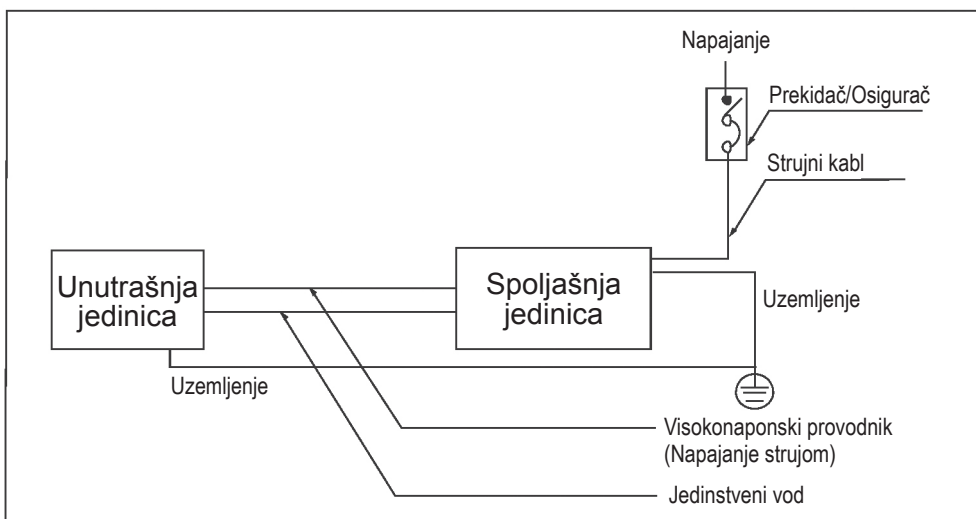 Napajanje
Prekidač/Osigurač
Strujni kabl
Unutrašnja
jedinica
Spoljašnja
jedinica
Uzemljenje
Uzemljenje
Visokonaponski provodnik
(Napajanje strujom)
Jedinstveni vod